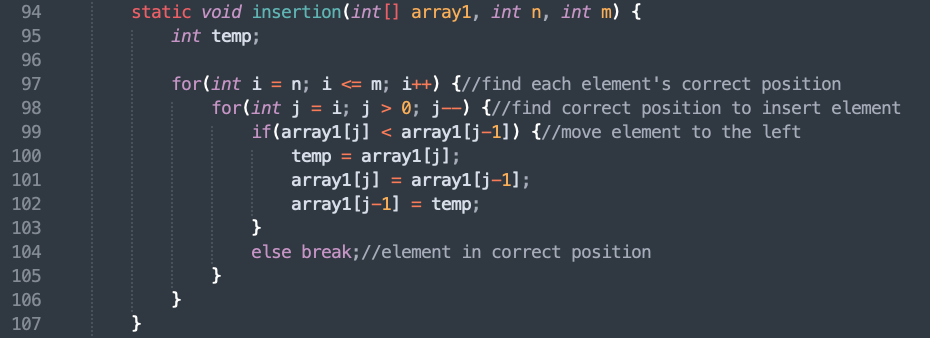 94 static void insertion(int[] array1, int n, int m) {
95 int temp;
96
97 for(int i = n; i <= m; i++) {//find each element's correct position
98 for(int j = i; j > 0; j--) {//find correct position to insert element
99 if(array1[j] < array1[j-1]) {//move element to the left
100 temp = array1[j];
101 array1[j] = array1[j-1];
102 array1[j-1] = temp;
103 }
104 else break;//element in correct position
105 }
106 }
107 }